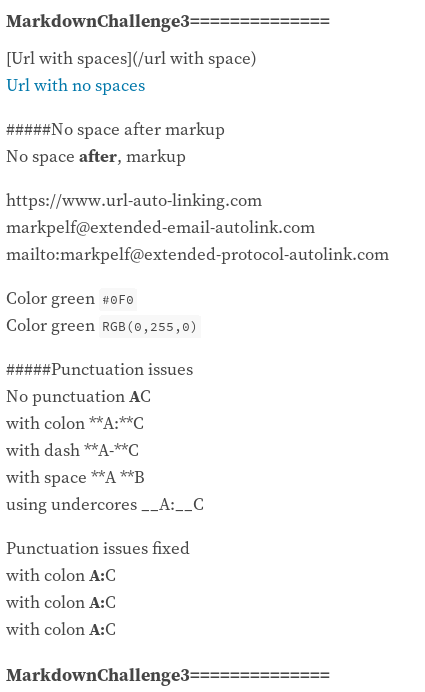 MarkdownChallenge3==============
[Url with spaces](/url with space)
Url with no spaces
#####No space after markup
No space after, markup
https://www.url-auto-linking.com
markpelf@extended-email-autolink.com
mailto:markpelf@extended-protocol-autolink.com
Color green #0F0
Color green RGB(0,255,0)
#####Punctuation issues
No punctuation AC
with colon **A:**C
with dash **A-**C
with space **A **B
using undercores __A:__C
Punctuation issues fixed
with colon A:C
with colon A:C
with colon A:C
MarkdownChallenge3==============